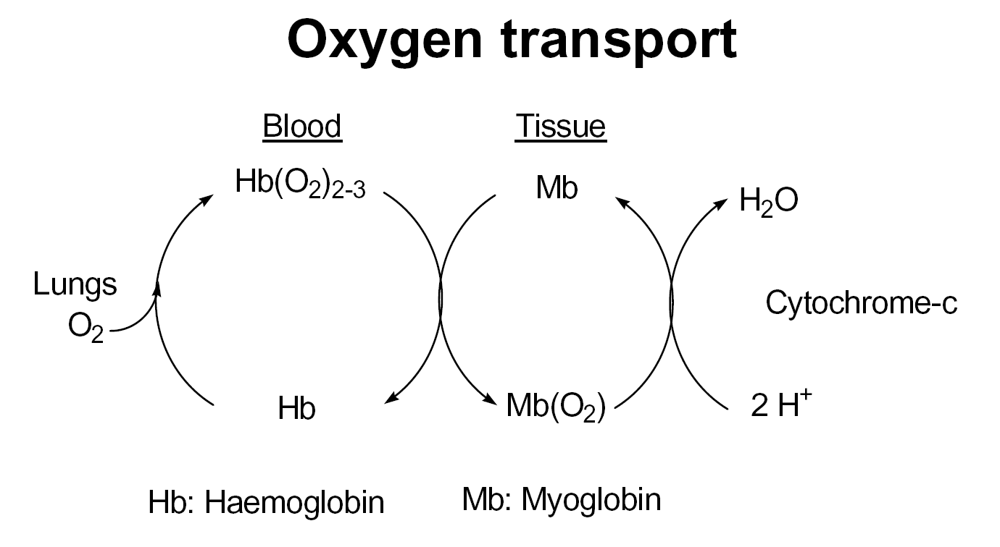 Oxygen transport
Blood Tissue
Hb(O₂)₂₋₃ Mb H₂O
Lungs
O₂
Cytochrome-c
Hb Mb(O₂) 2 H⁺
Hb: Haemoglobin Mb: Myoglobin